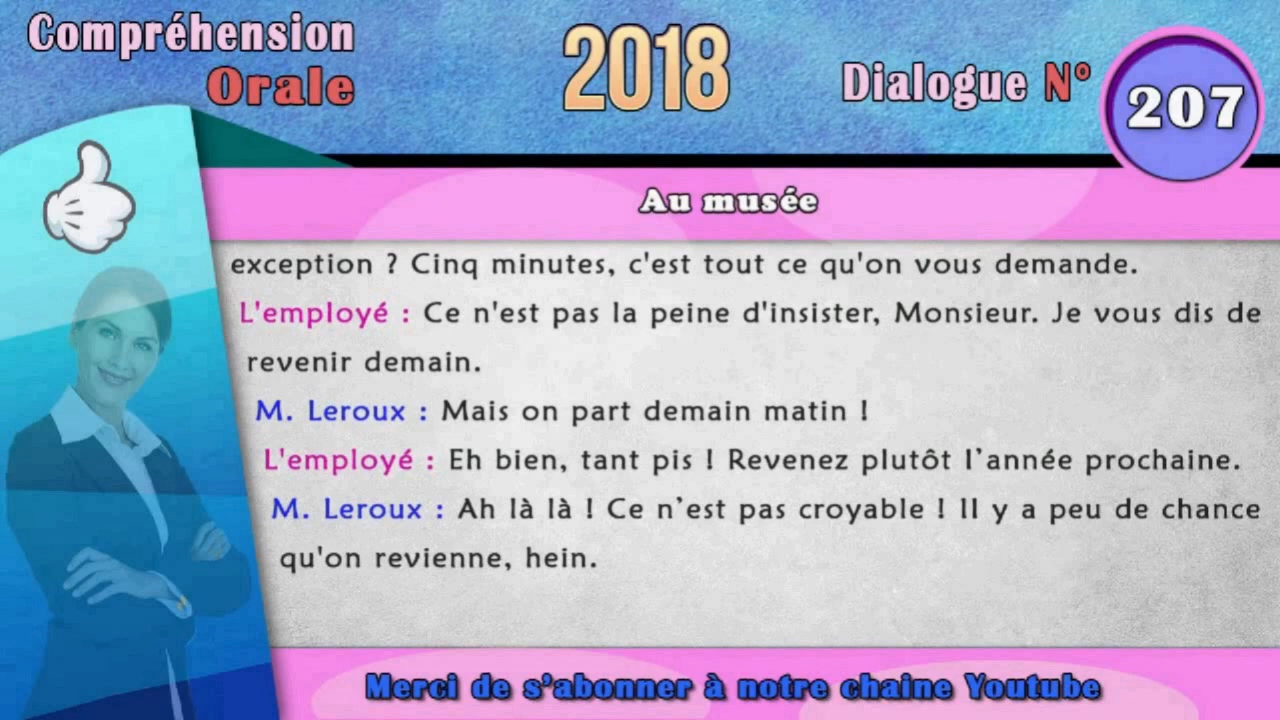 Compréhension
Orale
2018
Dialogue N°
207
Au musée
exception ? Cinq minutes, c'est tout ce qu'on vous demande.
L'employé : Ce n'est pas la peine d'insister, Monsieur. Je vous dis de
revenir demain.
M. Leroux : Mais on part demain matin !
L'employé : Eh bien, tant pis ! Revenez plutôt l’année prochaine.
M. Leroux : Ah là là ! Ce n’est pas croyable ! Il y a peu de chance
qu'on revienne, hein.
Merci de s’abonner à notre chaine Youtube